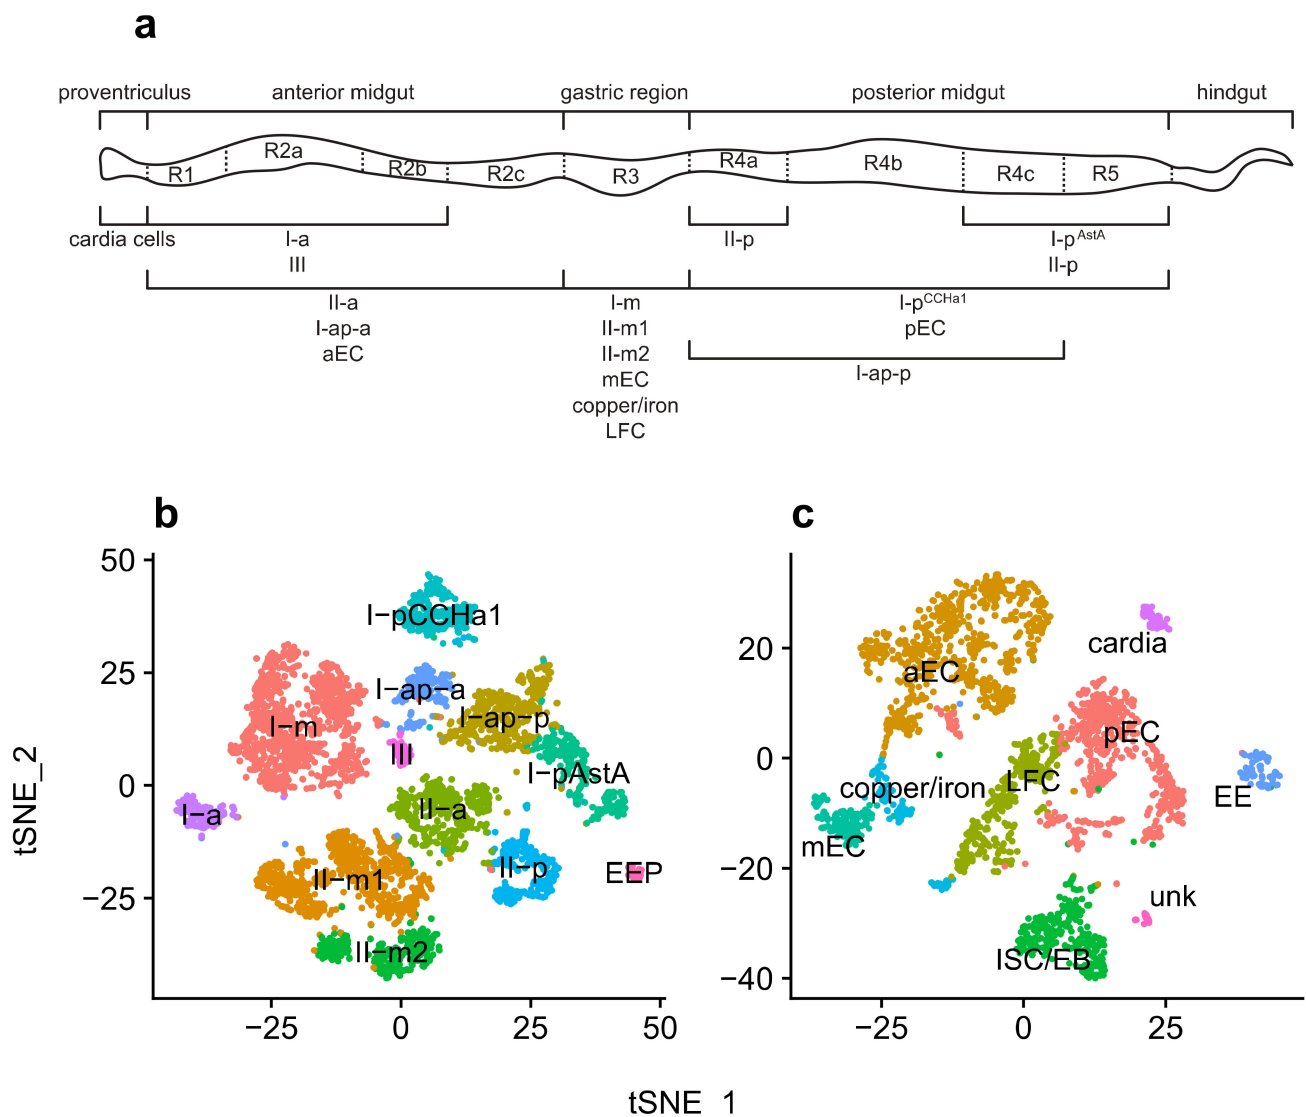 a
proventriculus anterior midgut gastric region posterior midgut hindgut
R1 R2a R2b R2c R3 R4a R4b R4c R5
cardia cells I-a II-p I-pAstA
III II-p
II-a I-m I-pCCHa1
I-ap-a II-m1 pEC
aEC II-m2
mEC I-ap-p
copper/iron
LFC
b
tSNE_2
50
25
0
−25
I−pCCHa1
I−ap−a
I−ap−p
I−m
III
I−pAstA
II−a
I−a
II−p
EEP
II−m1
II−m2
−25 0 25 50
c
20
0
−20
−40
cardia
aEC
pEC
copper/iron
LFC
EE
mEC
unk
ISC/EB
−25 0 25
tSNE 1